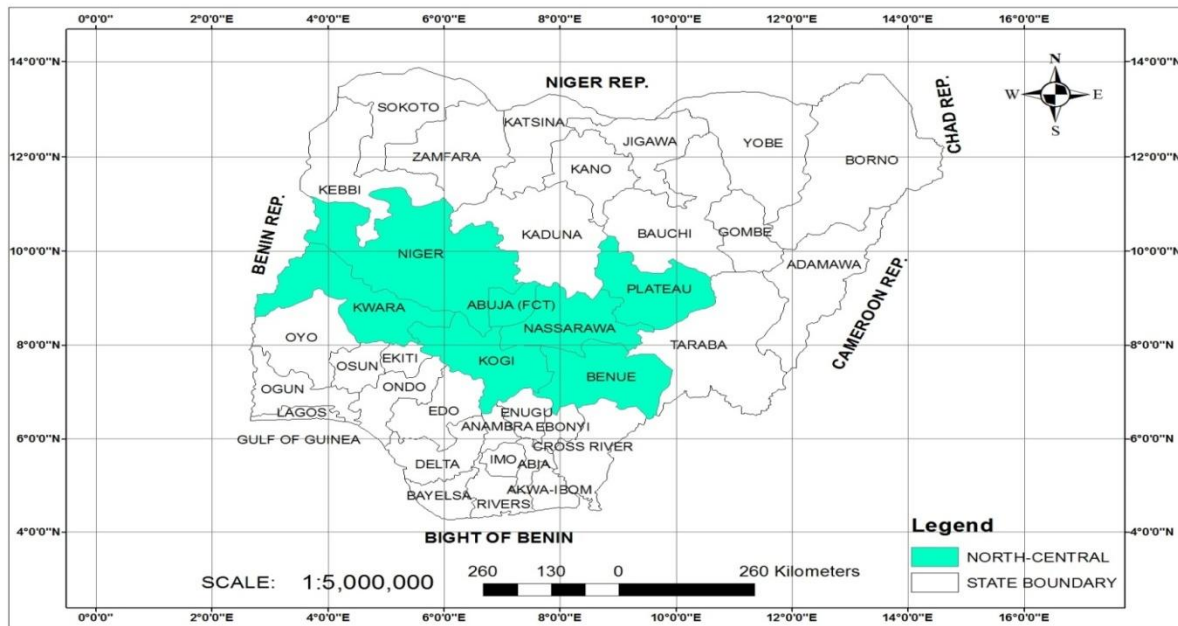 0°0'0" 2°0'0"E 4°0'0"E 6°0'0"E 8°0'0"E 10°0'0"E 12°0'0"E 14°0'0"E 16°0'0"E
14°0'0"N 14°0'0"N
NIGER REP.
N
W E
S
SOKOTO
KATSINA
CHAD REP.
JIGAWA
YOBE
ZAMFARA
BORNO
12°0'0"N 12°0'0"N
KANO
KEBBI
BENIN REP.
KADUNA
BAUCHI
GOMBE
10°0'0"N 10°0'0"N
NIGER
ADAMAWA
PLATEAU
CAMEROON REP.
KWARA
ABUJA (FCT)
NASSARAWA
OYO
TARABA
8°0'0"N 8°0'0"N
EKITI
OSUN
KOGI
BENUE
OGUN
ONDO
LAGOS
EDO
ENUGU
ANAMBRA
EBONYI
6°0'0"N 6°0'0"N
GULF OF GUINEA
CROSS RIVER
DELTA
IMO
ABIA
BAYELSA
AKWA-IBOM
RIVERS
4°0'0"N 4°0'0"N
BIGHT OF BENIN
Legend
NORTH-CENTRAL
STATE BOUNDARY
SCALE: 1:5,000,000
260 130 0 260 Kilometers
0°0'0" 2°0'0"E 4°0'0"E 6°0'0"E 8°0'0"E 10°0'0"E 12°0'0"E 14°0'0"E 16°0'0"E